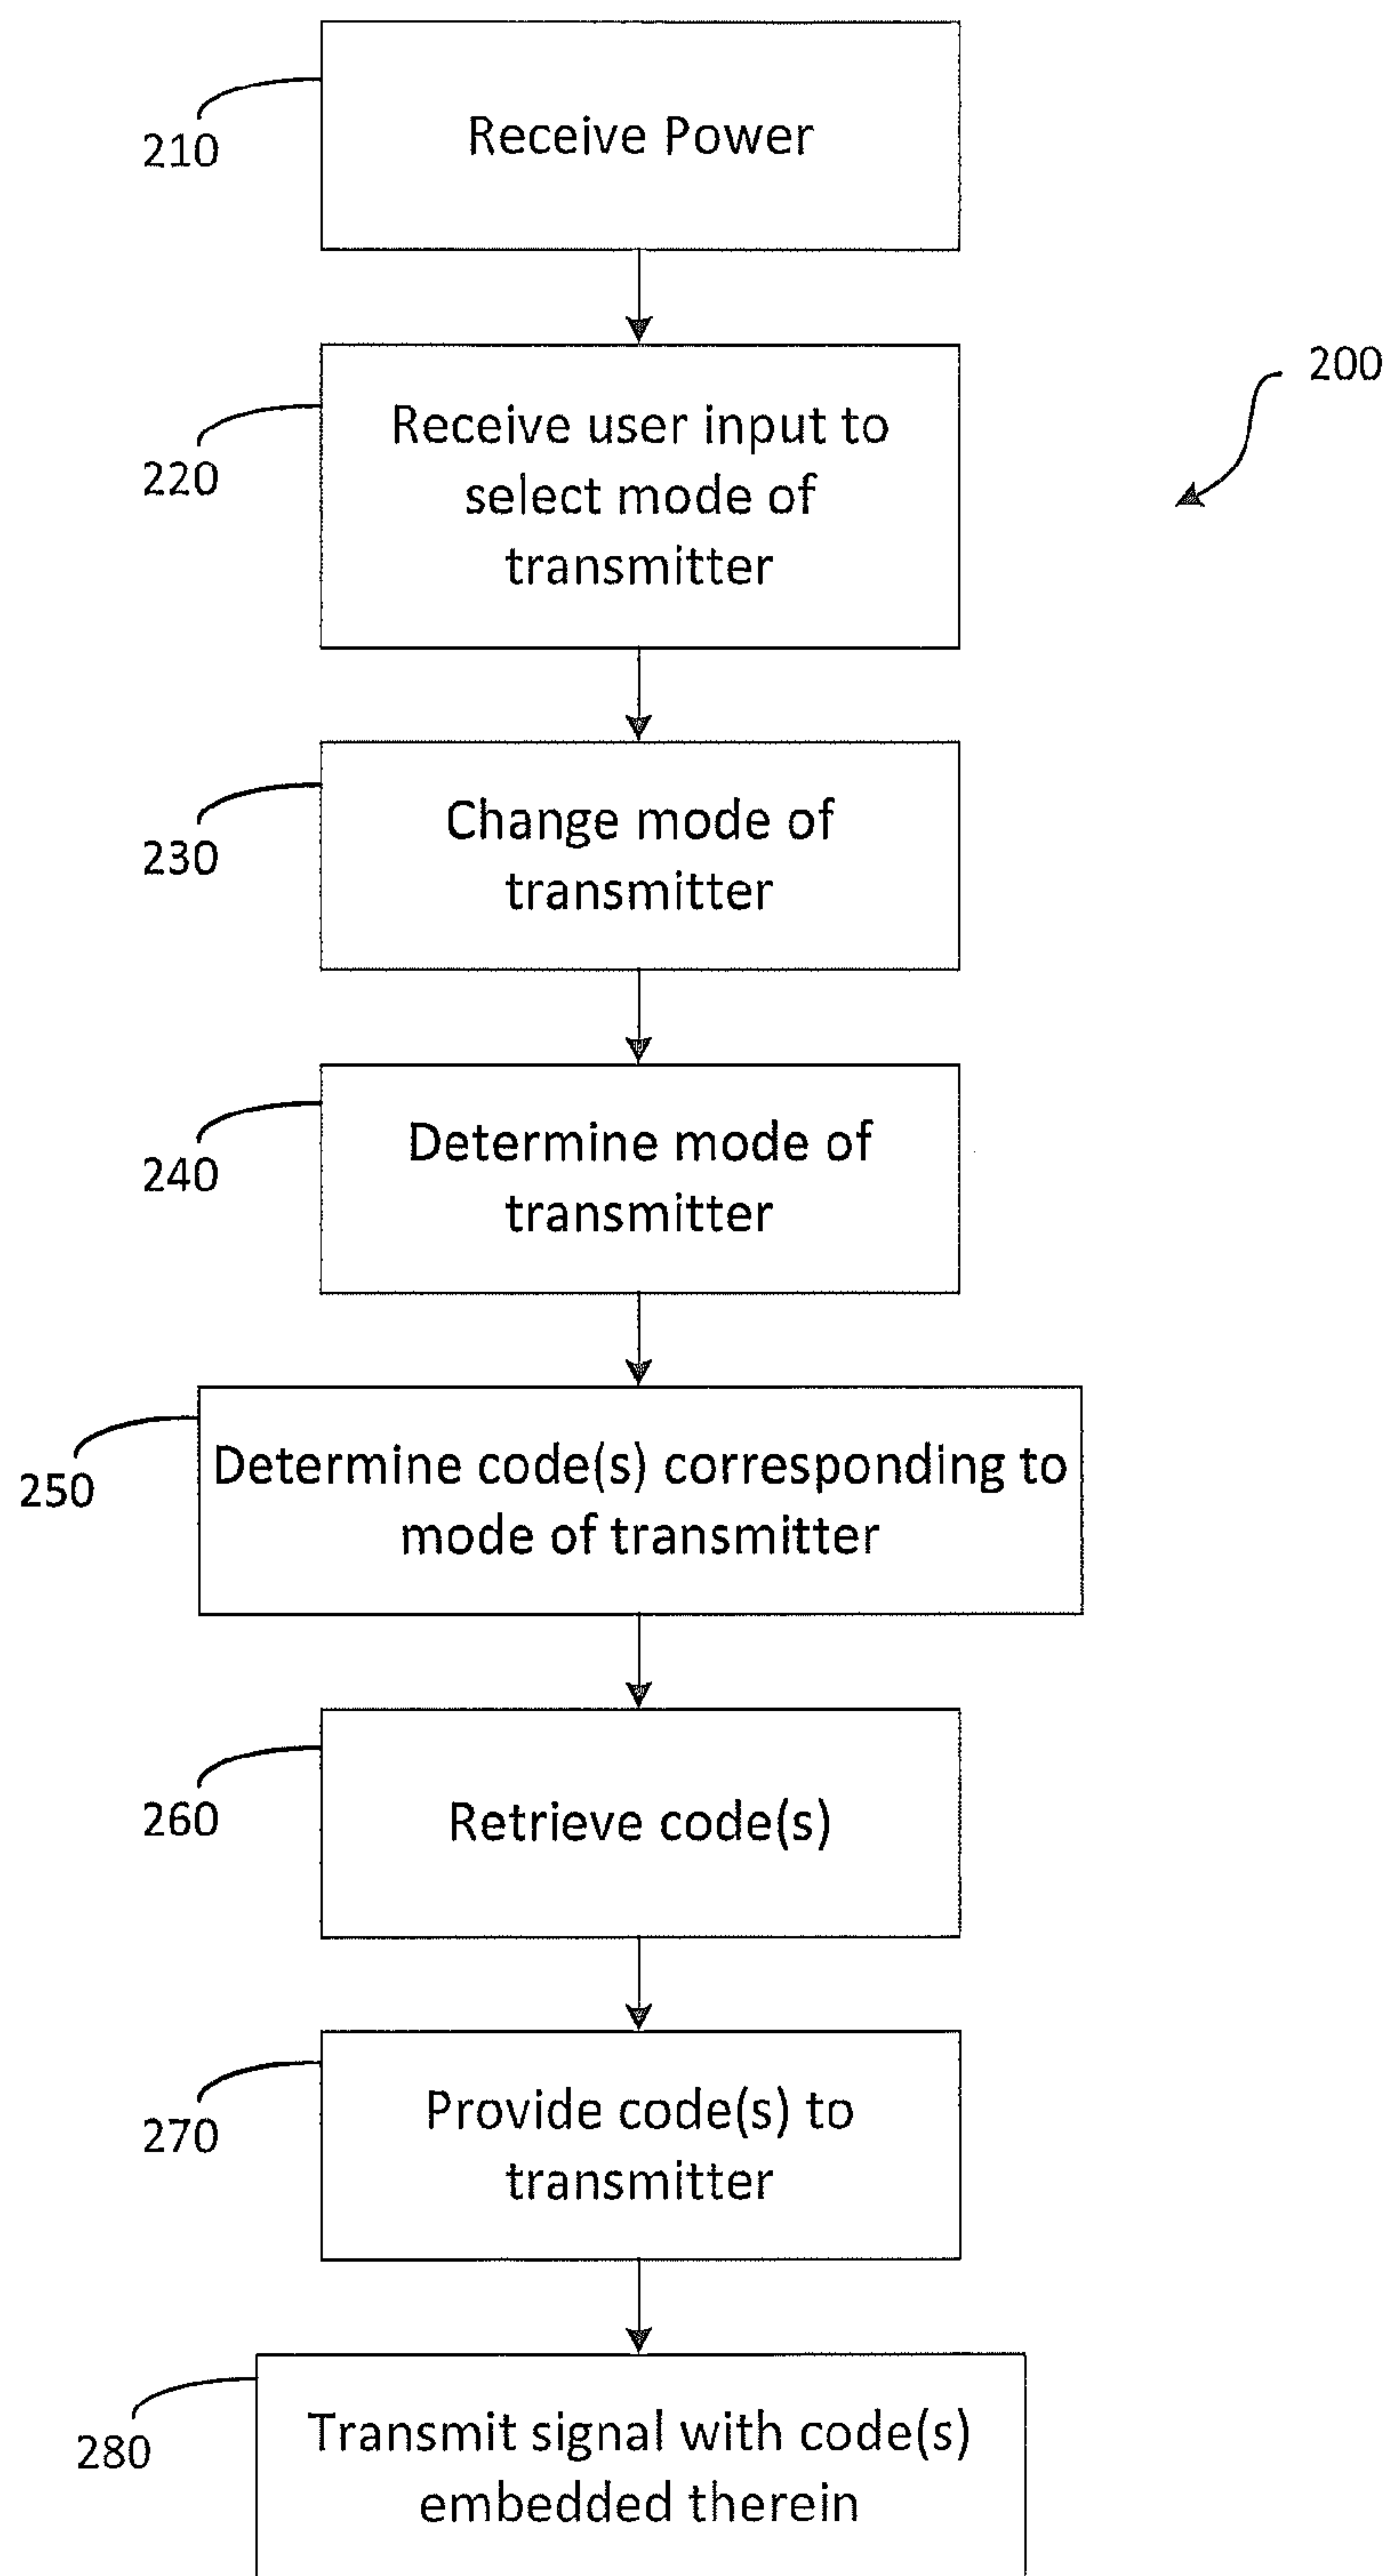 Receive Power
210
200
Receive user input to
select mode of
transmitter
220
Change mode of
transmitter
230
Determine mode of
transmitter
240
Determine code(s) corresponding to
mode of transmitter
250
Retrieve code(s)
260
Provide code(s) to
transmitter
270
Transmit signal with code(s)
embedded therein
280